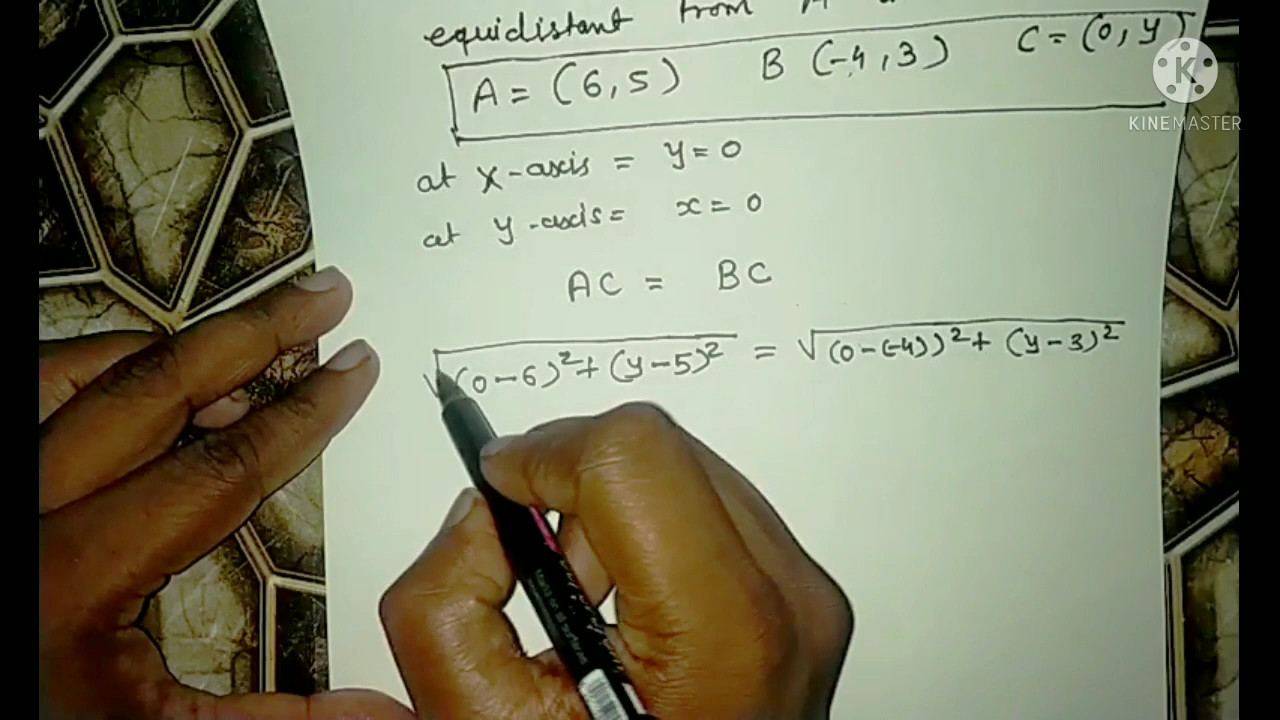 equidistant from
A = (6,5) B (-4,3) C = (0,y)
K
KINEMASTER
at x-axis = y=0
at y-axis= x=0
AC = BC
√(0-6)²+(y-5)² = √(0-(-4))²+(y-3)²